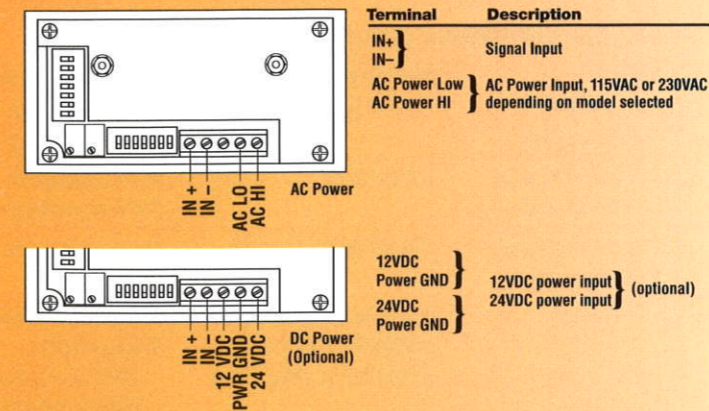 Terminal Description
IN+
IN–
Signal Input
AC Power Low
AC Power HI
AC Power Input, 115VAC or 230VAC
depending on model selected
IN +
IN –
AC LO
AC HI
AC Power
12VDC
Power GND
24VDC
Power GND
12VDC power input
24VDC power input
(optional)
IN +
IN –
12 VDC
PWR GND
24 VDC
DC Power
(Optional)